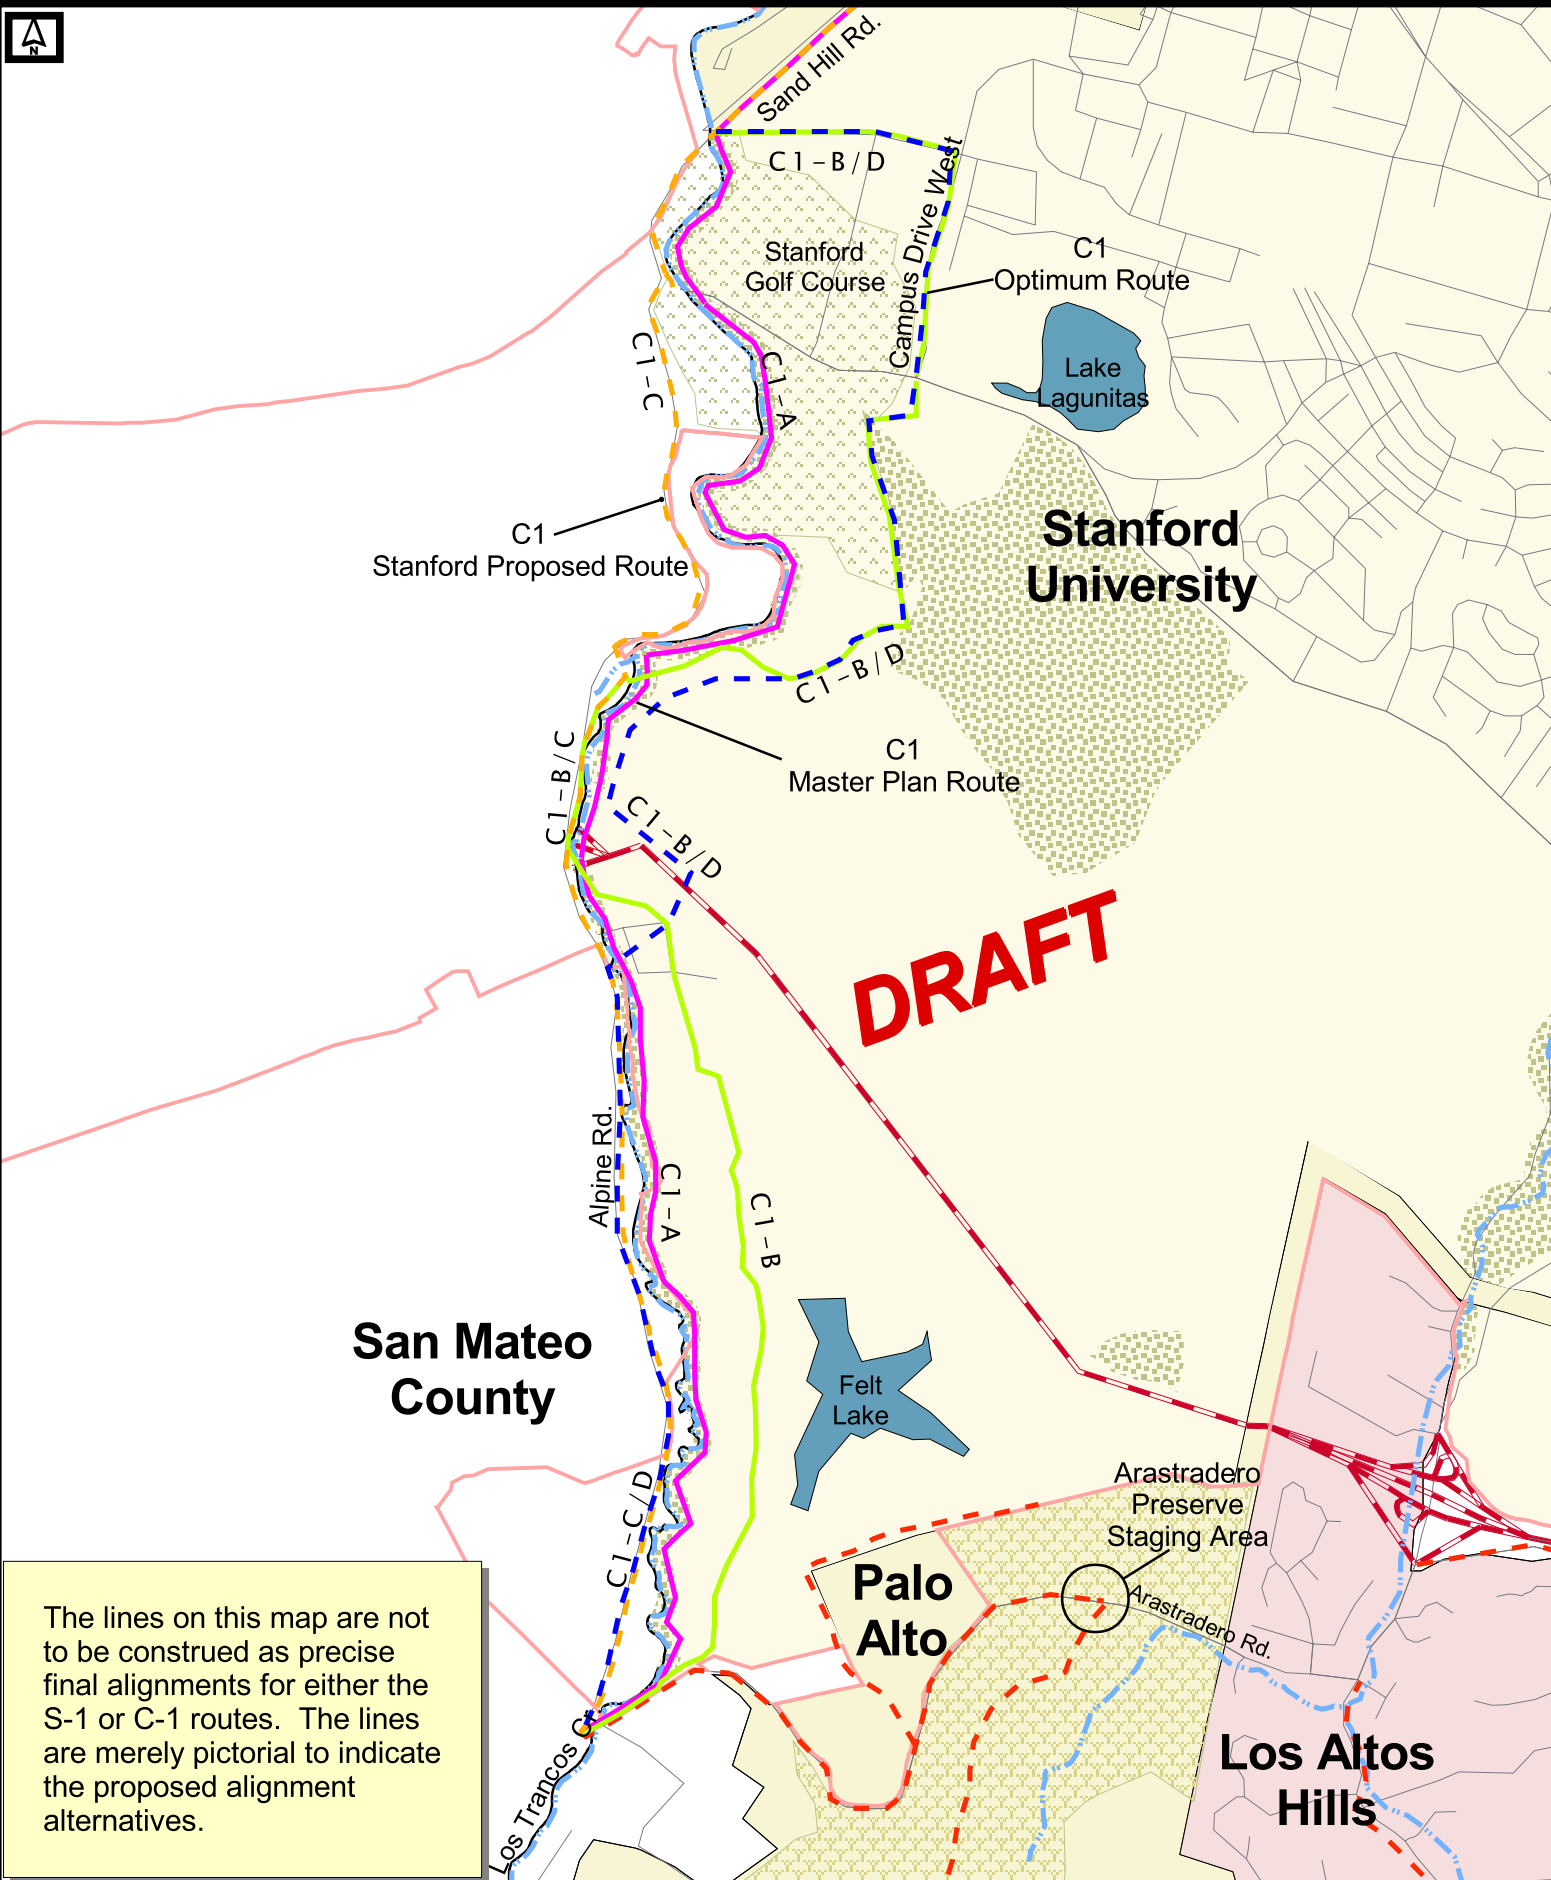 N
Sand Hill Rd.
C1-B/D
Campus Drive West
Stanford
Golf Course
C1
Optimum Route
Lake
Lagunitas
C1-C
C1-A
C1
Stanford Proposed Route
Stanford
University
C1-B/D
C1
Master Plan Route
C1-B/C
C1-B/D
DRAFT
Alpine Rd.
C1-A
C1-B
San Mateo
County
Felt
Lake
C1-C/D
Arastradero
Preserve
Staging Area
Palo
Alto
Arastradero Rd.
Los Altos
Hills
Los Trancos Cr.
The lines on this map are not
to be construed as precise
final alignments for either the
S-1 or C-1 routes. The lines
are merely pictorial to indicate
the proposed alignment
alternatives.